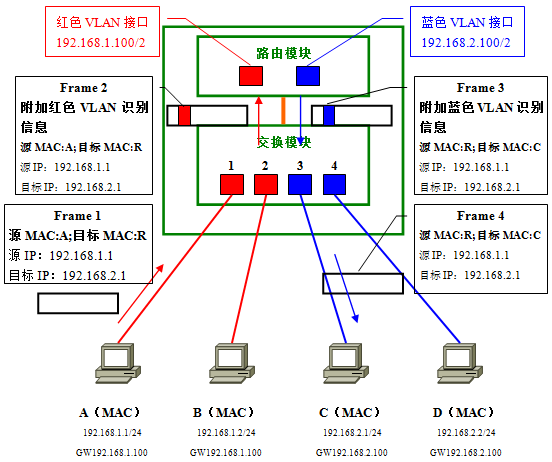 红色 VLAN 接口
192.168.1.100/2
蓝色 VLAN 接口
192.168.2.100/2
路由模块
Frame 2
附加红色 VLAN 识别
信息
源 MAC:A;目标 MAC:R
源 IP：192.168.1.1
目标 IP：192.168.2.1
Frame 3
附加蓝色 VLAN 识别
信息
源 MAC:R;目标 MAC:C
源 IP：192.168.1.1
目标 IP：192.168.2.1
交换模块
1 2 3 4
Frame 1
源 MAC:A;目标 MAC:R
源 IP：192.168.1.1
目标 IP：192.168.2.1
Frame 4
源 MAC:R;目标 MAC:C
源 IP：192.168.1.1
目标 IP：192.168.2.1
A（MAC） B（MAC） C（MAC） D（MAC）
192.168.1.1/24 192.168.1.2/24 192.168.2.1/24 192.168.2.2/24
GW192.168.1.100 GW192.168.1.100 GW192.168.2.100 GW192.168.2.100